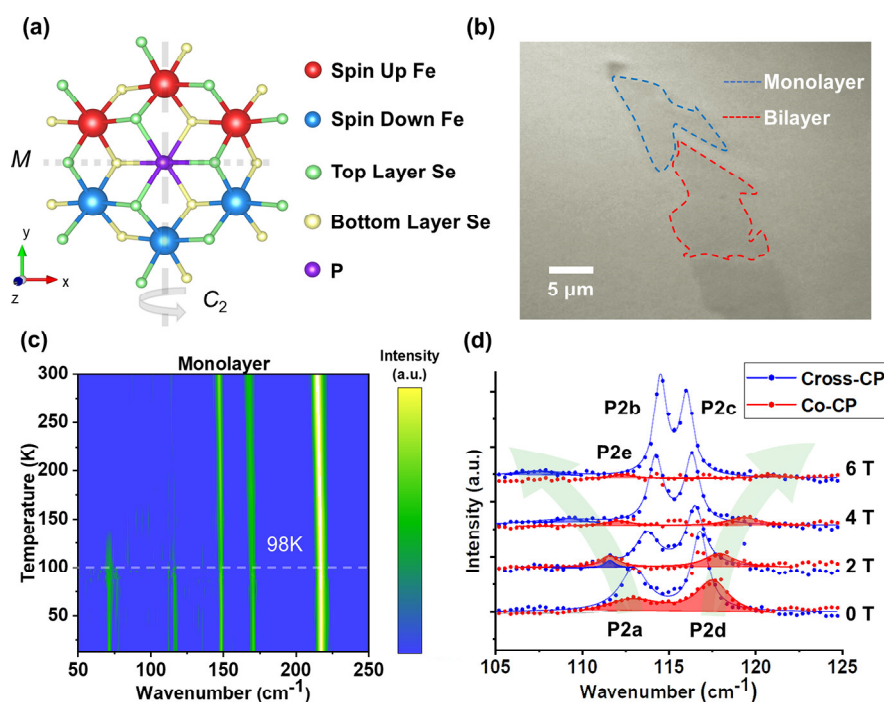 (a)
Spin Up Fe
Spin Down Fe
Top Layer Se
Bottom Layer Se
P
M
y
x
z
C2
(b)
Monolayer
Bilayer
5 μm
(c)
Monolayer
Intensity
(a.u.)
300
250
200
150
100
50
98K
Temperature (K)
50
100
150
200
250
Wavenumber (cm-1)
(d)
Cross-CP
Co-CP
P2b
P2c
P2e
6 T
4 T
2 T
0 T
P2a
P2d
Intensity (a.u.)
105
110
115
120
125
Wavenumber (cm-1)